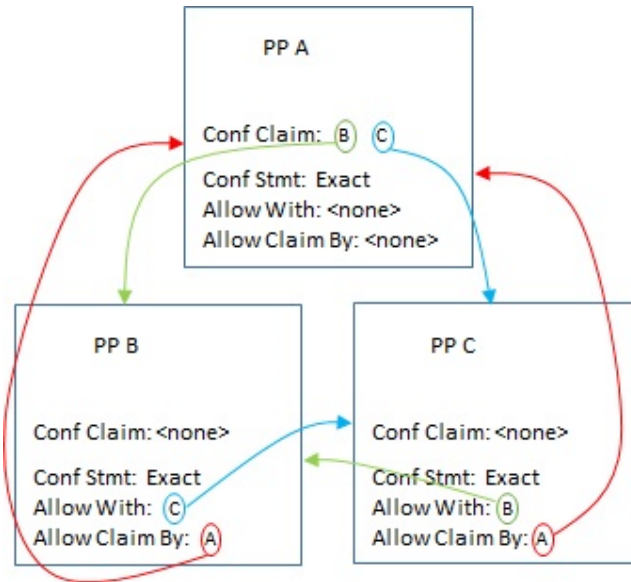 PP A
Conf Claim: B C
Conf Stmt: Exact
Allow With: <none>
Allow Claim By: <none>
PP B
Conf Claim: <none>
Conf Stmt: Exact
Allow With: C
Allow Claim By: A
PP C
Conf Claim: <none>
Conf Stmt: Exact
Allow With: B
Allow Claim By: A